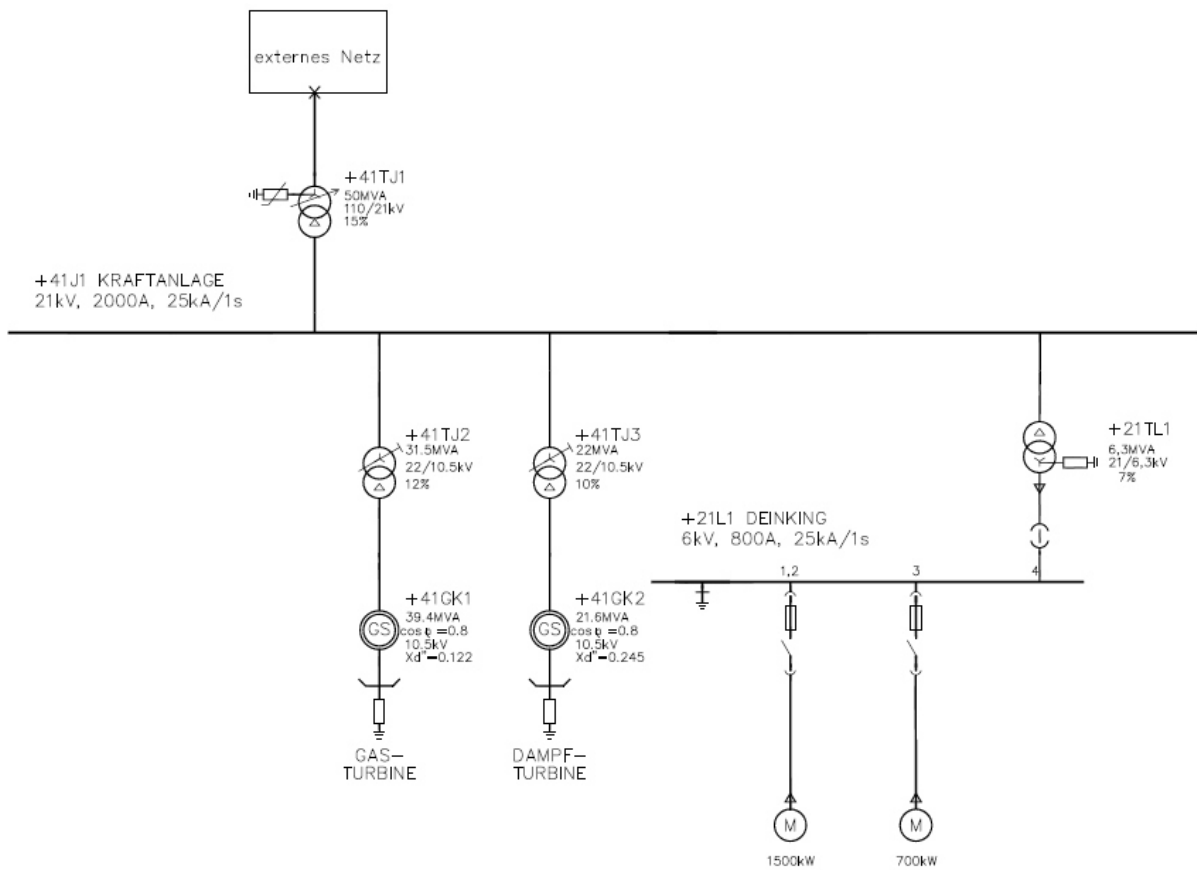 externes Netz
+41TJ1
50MVA
110/21kV
15%
+41J1 KRAFTANLAGE
21kV, 2000A, 25kA/1s
+41TJ2
31.5MVA
22/10.5kV
12%
+41TJ3
22MVA
22/10.5kV
10%
+21TL1
6,3MVA
21/6,3kV
7%
+21L1 DEINKING
6kV, 800A, 25kA/1s
1,2
3
4
+41GK1
39.4MVA
cos φ =0.8
10.5kV
Xd"-0.122
GS
+41GK2
21.6MVA
cos φ =0.8
10.5kV
Xd"-0.245
GS
GAS-
TURBINE
DAMPF-
TURBINE
M
1500kW
M
700kW